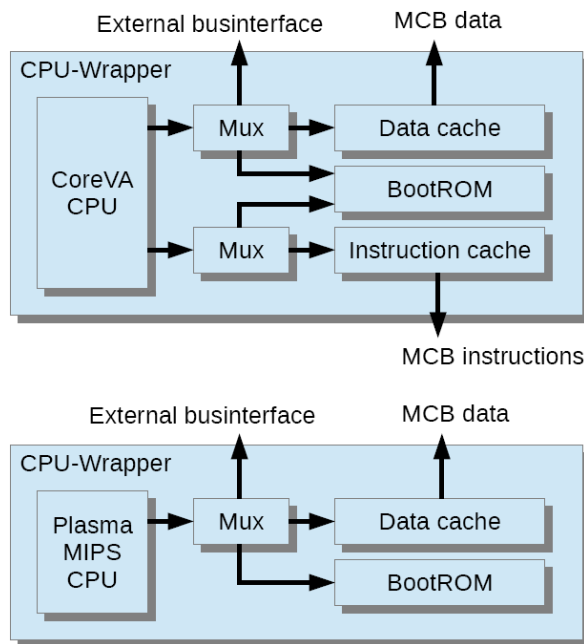 External businterface
MCB data
CPU-Wrapper
CoreVA
CPU
Mux
Data cache
BootROM
Mux
Instruction cache
MCB instructions
External businterface
MCB data
CPU-Wrapper
Plasma
MIPS
CPU
Mux
Data cache
BootROM